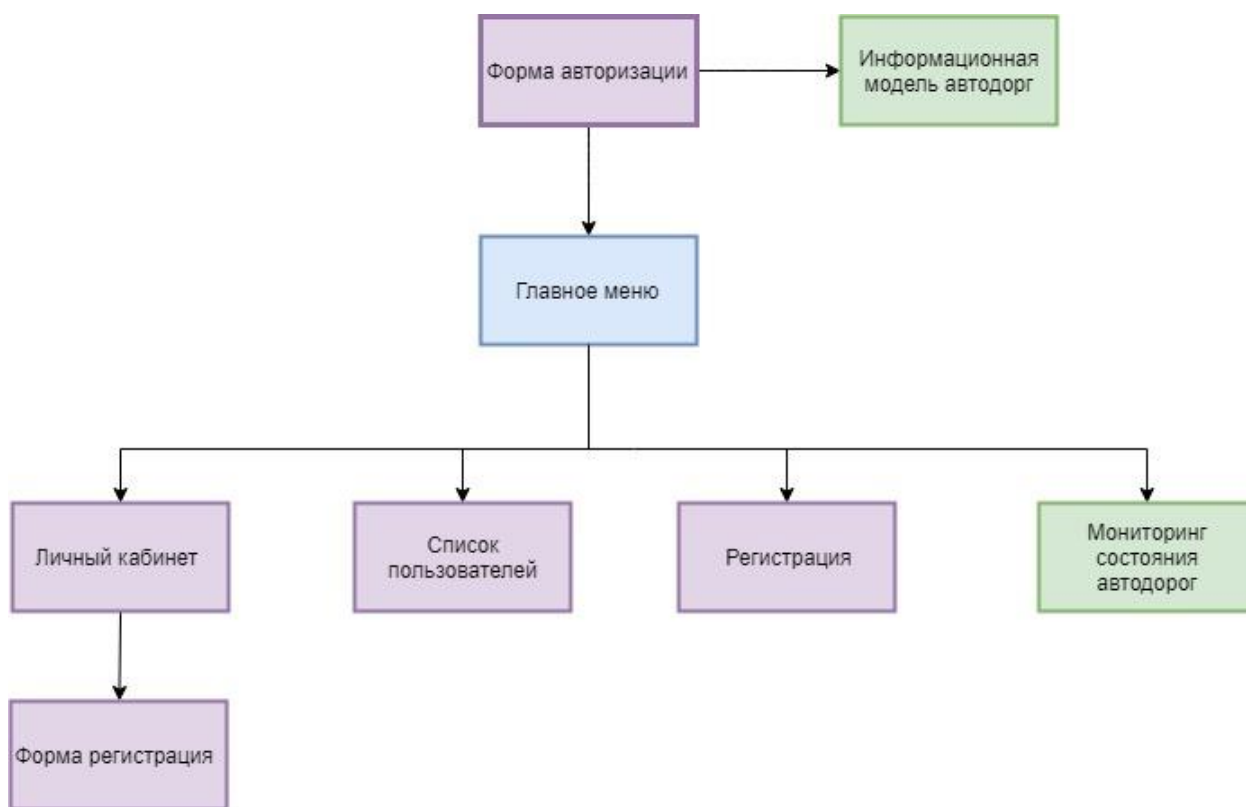 Форма авторизации
Информационная
модель автодорг
Главное меню
Личный кабинет
Список
пользователей
Регистрация
Мониторинг
состояния
автодорог
Форма регистрация